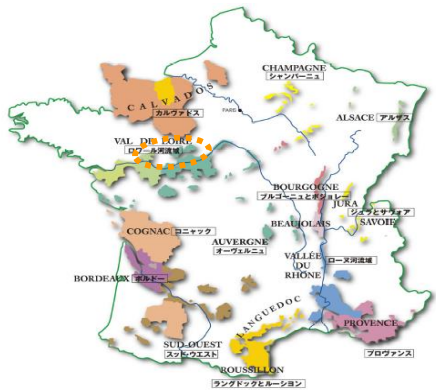 CHAMPAGNE
シャンパーニュ
CALVADOS
カルヴァドス
PARIS
ALSACE アルザス
VAL DE LOIRE
ロワール河流域
BOURGOGNE
ブルゴーニュとボジョレー
JURA
ジュラとサヴォア
SAVOIE
BEAUJOLAIS
COGNAC コニャック
AUVERGNE
オーヴェルニュ
VALLÉE
DU
RHÔNE
ローヌ河流域
BORDEAUX ボルドー
LANGUEDOC
PROVENCE
プロヴァンス
SUD-OUEST
スッド・ウエスト
ROUSSILLON
ラングドックとルーション